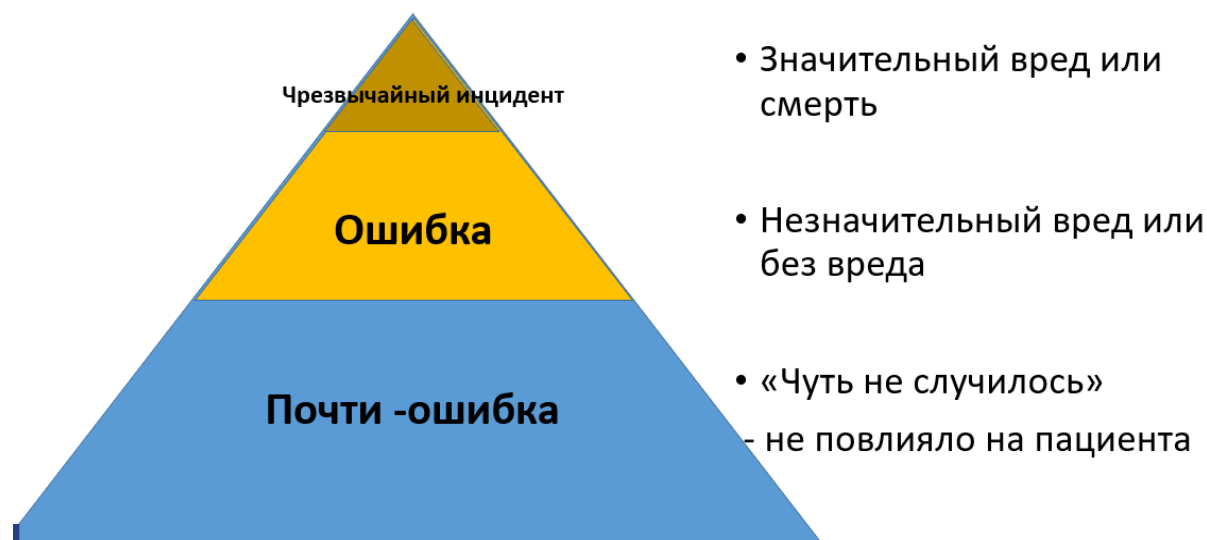 Чрезвычайный инцидент
• Значительный вред или
смерть
Ошибка
• Незначительный вред или
без вреда
Почти -ошибка
• «Чуть не случилось»
- не повлияло на пациента